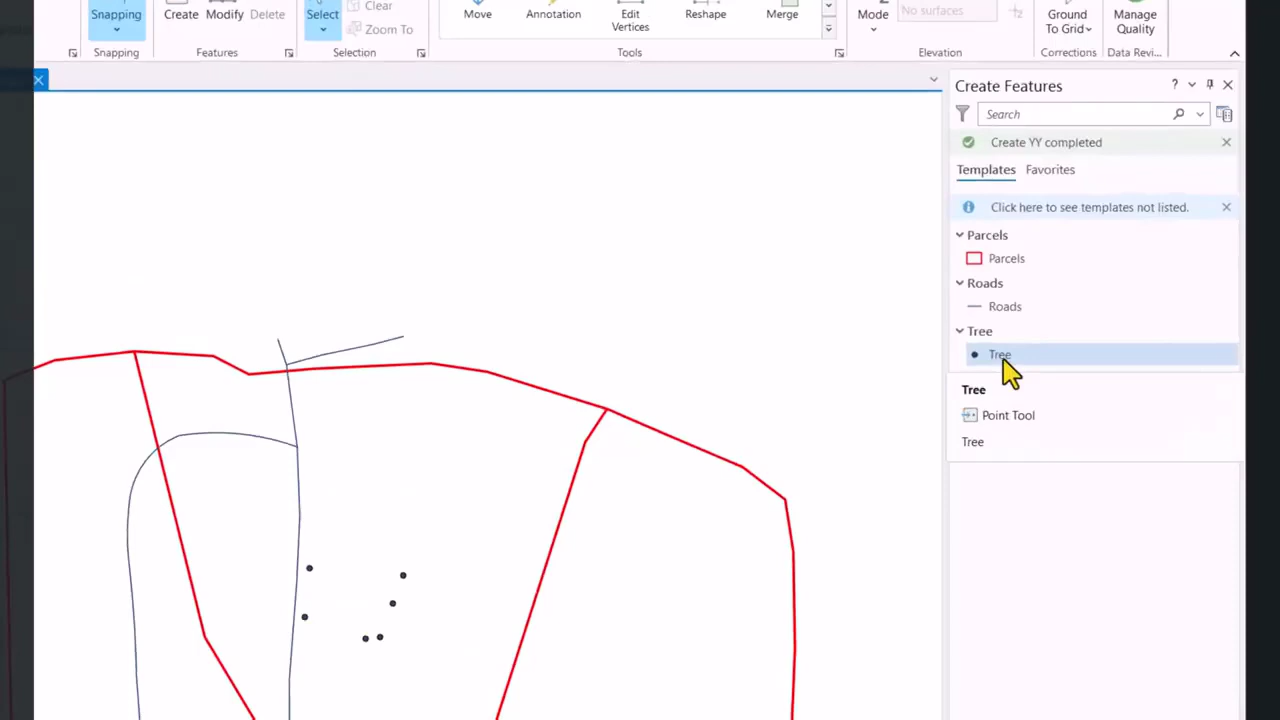 Snapping
Create
Modify
Delete
Select
Clear
Zoom To
Move
Annotation
Edit
Vertices
Reshape
Merge
Mode
No surfaces
Ground
To Grid
Manage
Quality
Snapping
Features
Selection
Tools
Elevation
Corrections
Data Revi...
Create Features
?
Search
Create YY completed
Templates Favorites
Click here to see templates not listed.
Parcels
Parcels
Roads
Roads
Tree
Tree
Tree
Point Tool
Tree